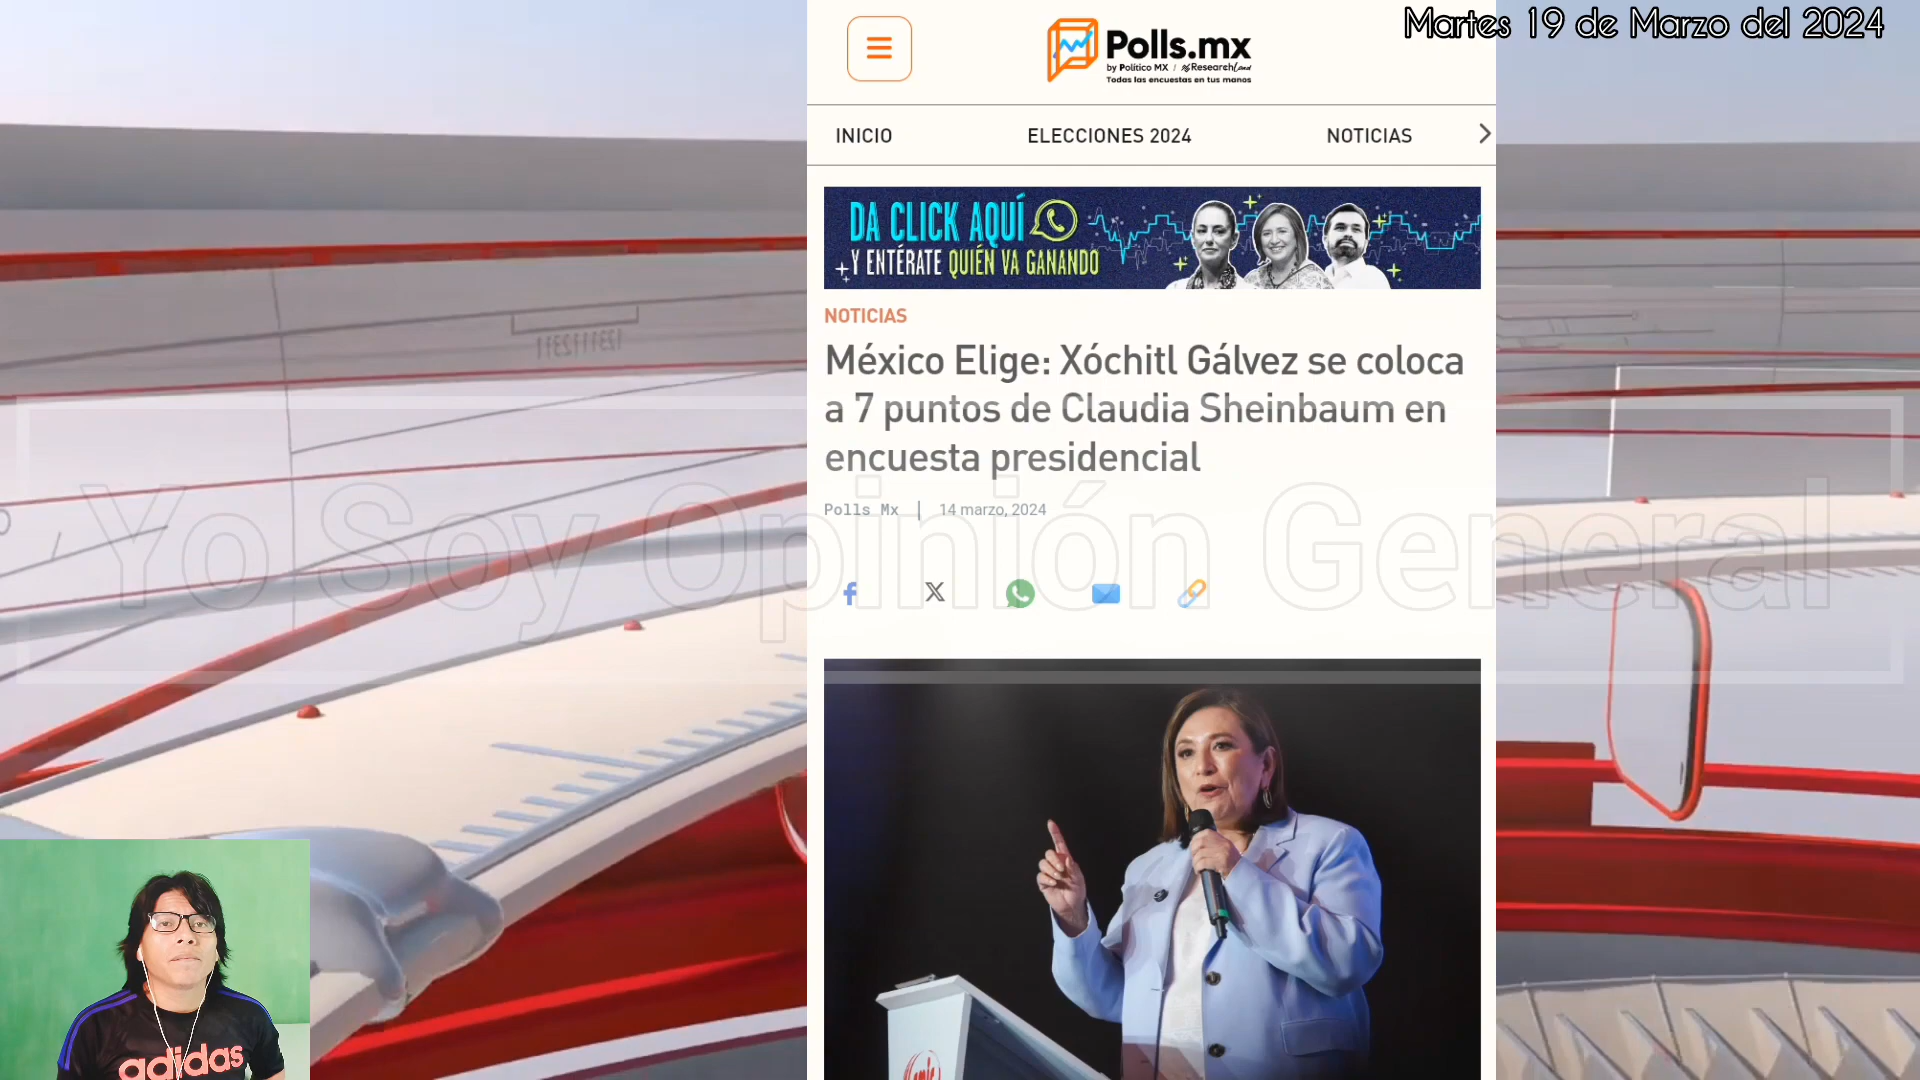 Martes 19 de Marzo del 2024
Polls.mx
by Político MX / MyResearchLand
Todas las encuestas en tus manos
INICIO
ELECCIONES 2024
NOTICIAS
DA CLICK AQUÍ
Y ENTÉRATE QUIÉN VA GANANDO
NOTICIAS
México Elige: Xóchitl Gálvez se coloca
a 7 puntos de Claudia Sheinbaum en
encuesta presidencial
Polls Mx | 14 marzo, 2024
Yo Soy Opinión General
adidas